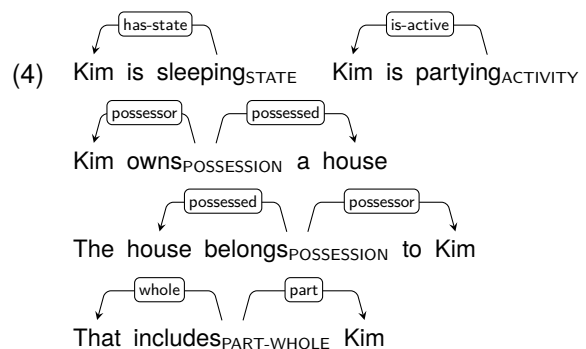 has-state is-active
(4) Kim is sleepingSTATE Kim is partyingACTIVITY
possessor possessed
Kim ownsPOSSESSION a house
possessed possessor
The house belongsPOSSESSION to Kim
whole part
That includesPART-WHOLE Kim